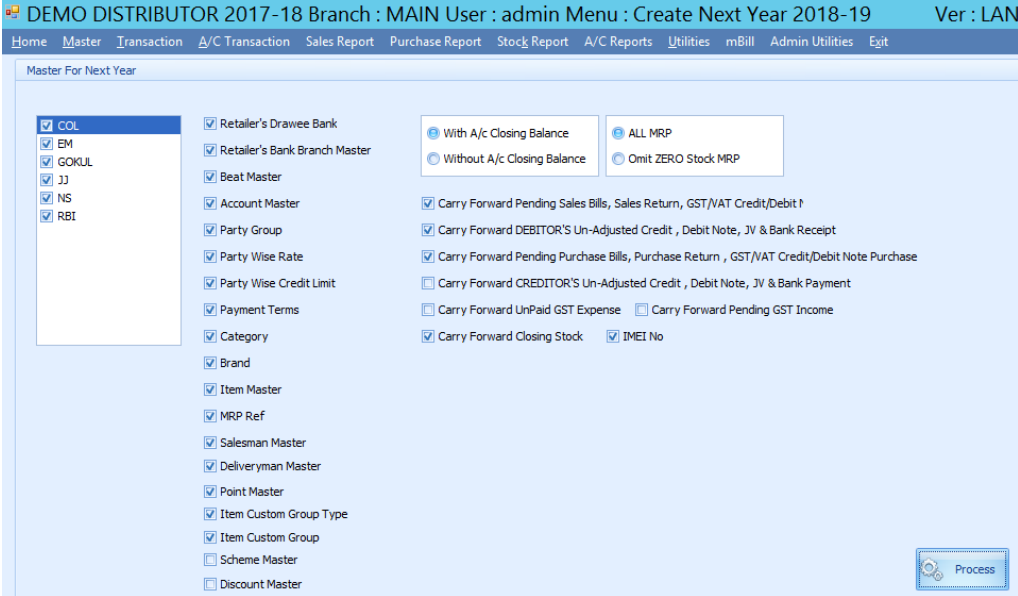 DEMO DISTRIBUTOR 2017-18 Branch : MAIN User : admin Menu : Create Next Year 2018-19 Ver : LAN
Home Master Transaction A/C Transaction Sales Report Purchase Report Stock Report A/C Reports Utilities mBill Admin Utilities Exit
Master For Next Year
COL
EM
GOKUL
JJ
NS
RBI
Retailer's Drawee Bank
Retailer's Bank Branch Master
Beat Master
Account Master
Party Group
Party Wise Rate
Party Wise Credit Limit
Payment Terms
Category
Brand
Item Master
MRP Ref
Salesman Master
Deliveryman Master
Point Master
Item Custom Group Type
Item Custom Group
Scheme Master
Discount Master
With A/c Closing Balance
Without A/c Closing Balance
ALL MRP
Omit ZERO Stock MRP
Carry Forward Pending Sales Bills, Sales Return, GST/VAT Credit/Debit
Carry Forward DEBITOR'S Un-Adjusted Credit , Debit Note, JV & Bank Receipt
Carry Forward Pending Purchase Bills, Purchase Return , GST/VAT Credit/Debit Note Purchase
Carry Forward CREDITOR'S Un-Adjusted Credit , Debit Note, JV & Bank Payment
Carry Forward UnPaid GST Expense Carry Forward Pending GST Income
Carry Forward Closing Stock IMEI No
Process